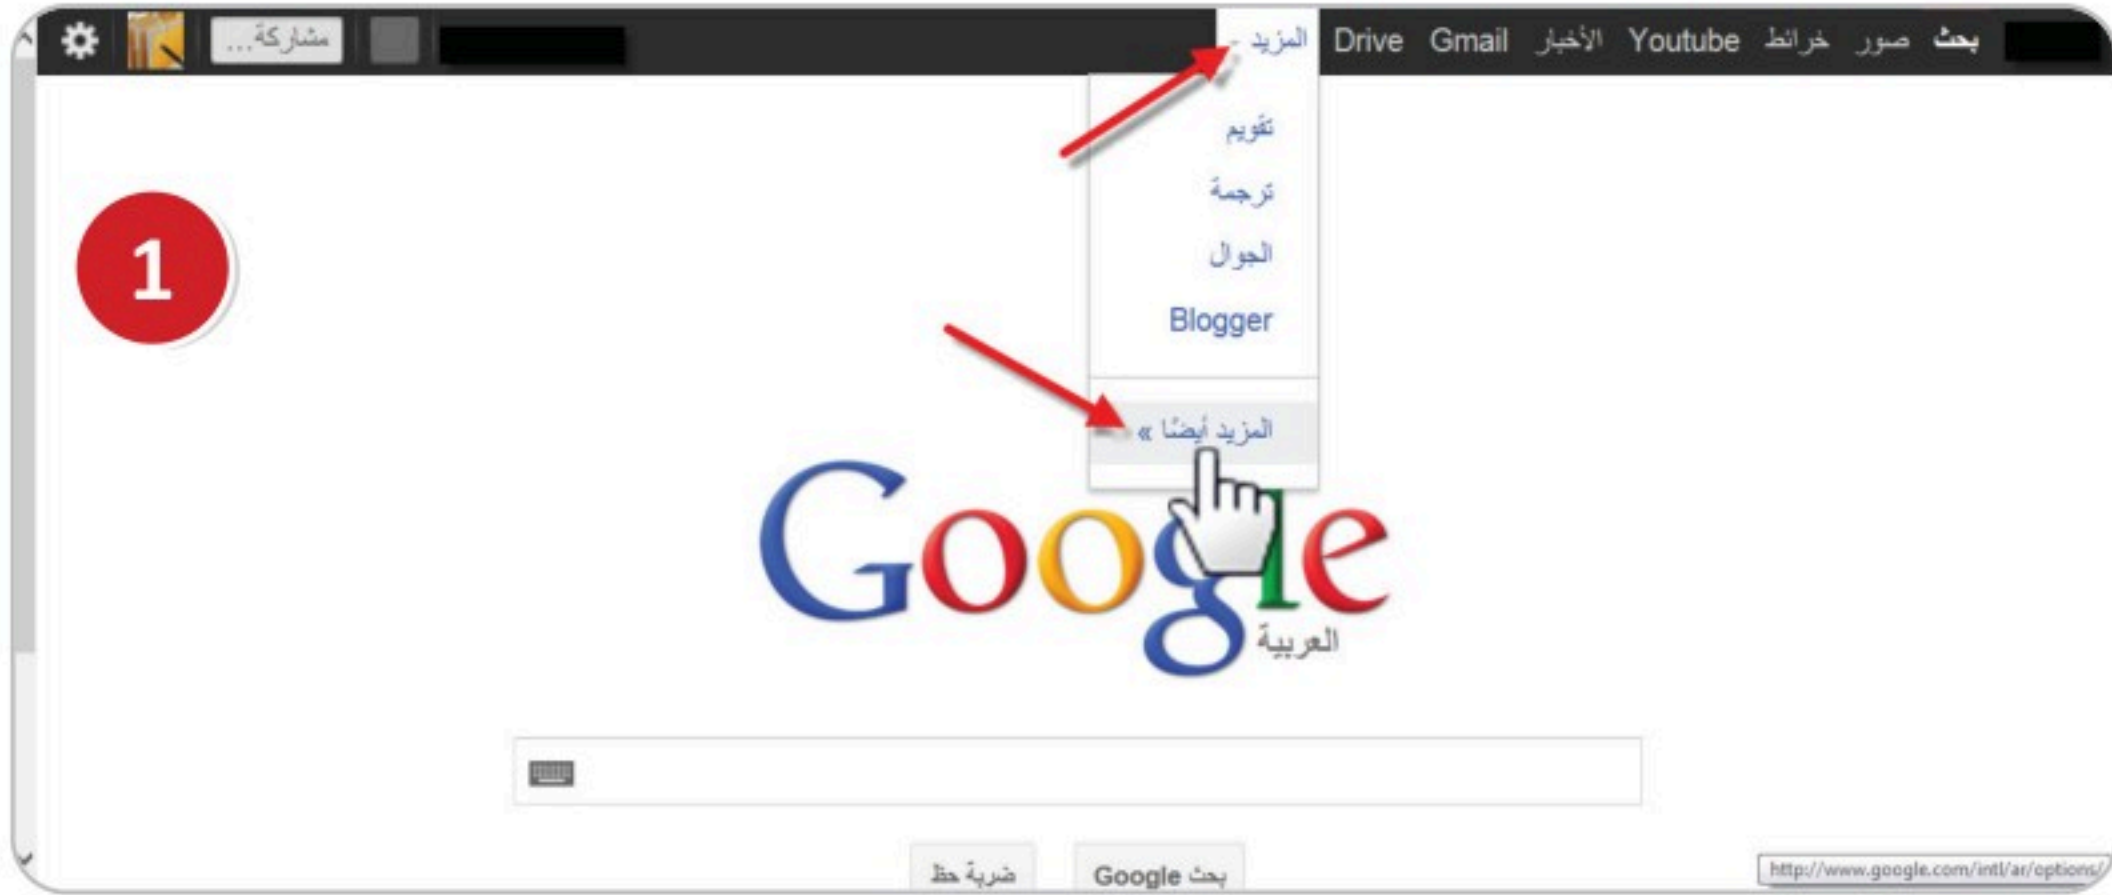 بحث صور خرائط Youtube الأخبار Gmail Drive المزيد
مشاركة...
تقويم
ترجمة
الجوال
Blogger
المزيد أيضًا »
1
Google
العربية
بحث Google
ضربة حظ
http://www.google.com/intl/ar/options/